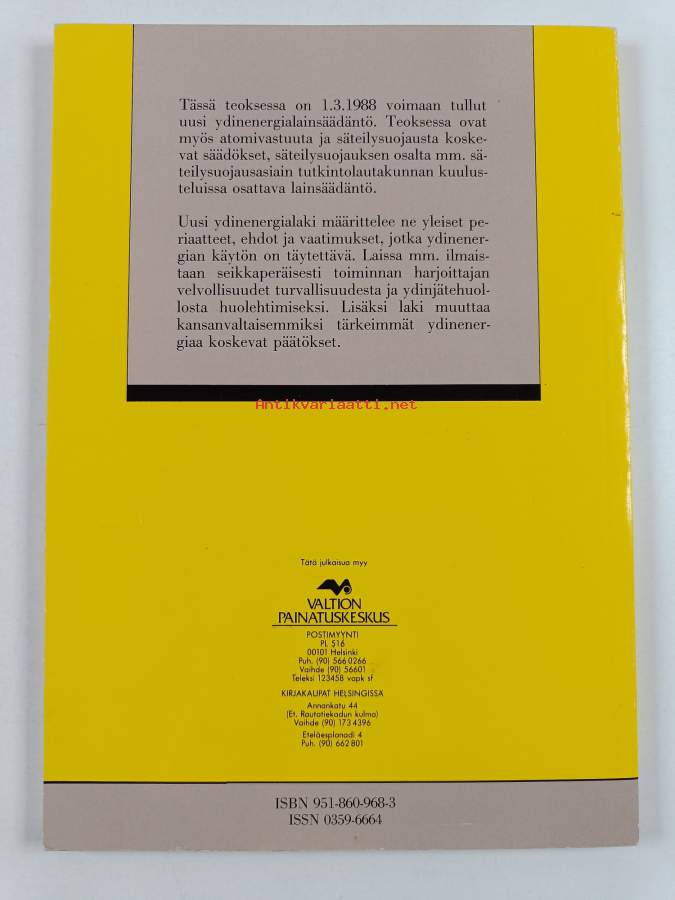 Tässä teoksessa on 1.3.1988 voimaan tullut
uusi ydinenergialainsäädäntö. Teoksessa ovat
myös atomivastuuta ja säteilysuojausta koske-
vat säädökset, säteilysuojauksen osalta mm. sä-
teilysuojausasiain tutkintolautakunnan kuulus-
teluissa osattava lainsäädäntö.
Uusi ydinenergialaki määrittelee ne yleiset pe-
riaatteet, ehdot ja vaatimukset, jotka ydinener-
gian käytön on täytettävä. Laissa mm. ilmais-
taan seikkaperäisesti toiminnan harjoittajan
velvollisuudet turvallisuudesta ja ydinjätehuol-
losta huolehtimiseksi. Lisäksi laki muuttaa
kansanvaltaisemmiksi tärkeimmät ydinener-
giaa koskevat päätökset.
Antikvariaatti.net
Tätä julkaisua myy
VALTION
PAINATUSKESKUS
POSTIMYYNTI
PL 516
00101 Helsinki
Puh. (90) 566 0266
Vaihde (90) 56601
Teleksi 123458 vapk sf
KIRJAKAUPAT HELSINGISSÄ
Annankatu 44
(Et. Rautatiekadun kulma)
Vaihde (90) 173 4396
Eteläesplanadi 4
Puh. (90) 662 801
ISBN 951-860-968-3
ISSN 0359-6664